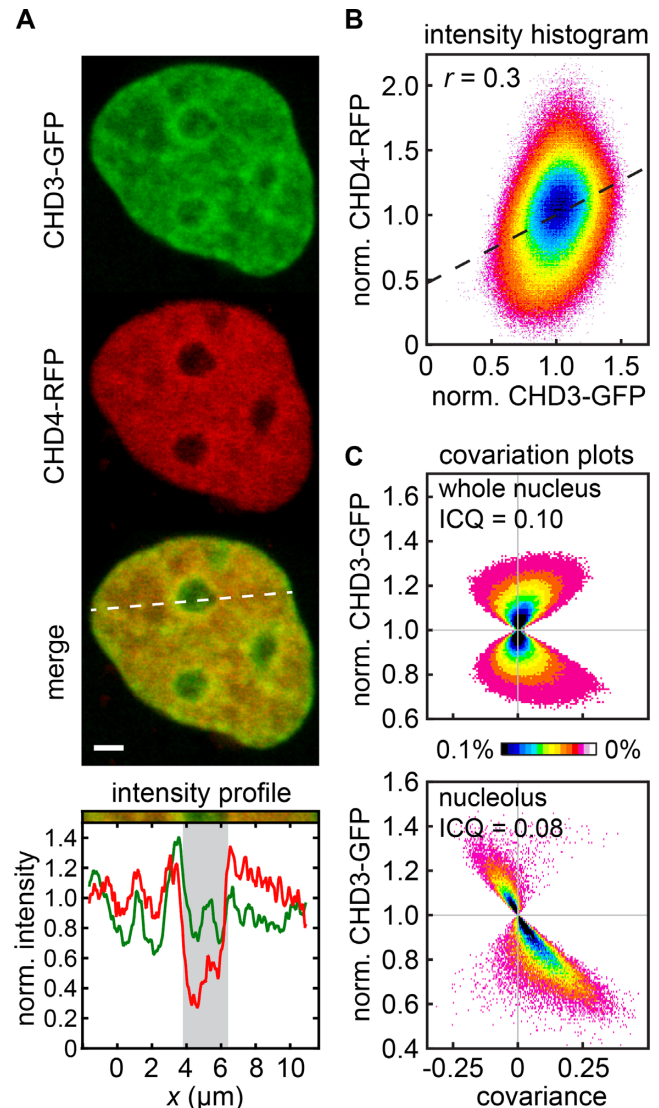 A
CHD3-GFP
CHD4-RFP
merge
intensity profile
norm. intensity
1.4
1.2
1.0
0.8
0.6
0.4
0.2
0
0 2 4 6 8 10
x (μm)
B
intensity histogram
r = 0.3
norm. CHD4-RFP
2.0
1.5
1.0
0.5
0
0 0.5 1.0 1.5
norm. CHD3-GFP
C
covariation plots
whole nucleus
ICQ = 0.10
norm. CHD3-GFP
1.6
1.4
1.2
1.0
0.8
0.6
0.1% 0%
nucleolus
ICQ = 0.08
norm. CHD3-GFP
1.6
1.4
1.2
1.0
0.8
0.6
0.4
-0.25 0 0.25
covariance